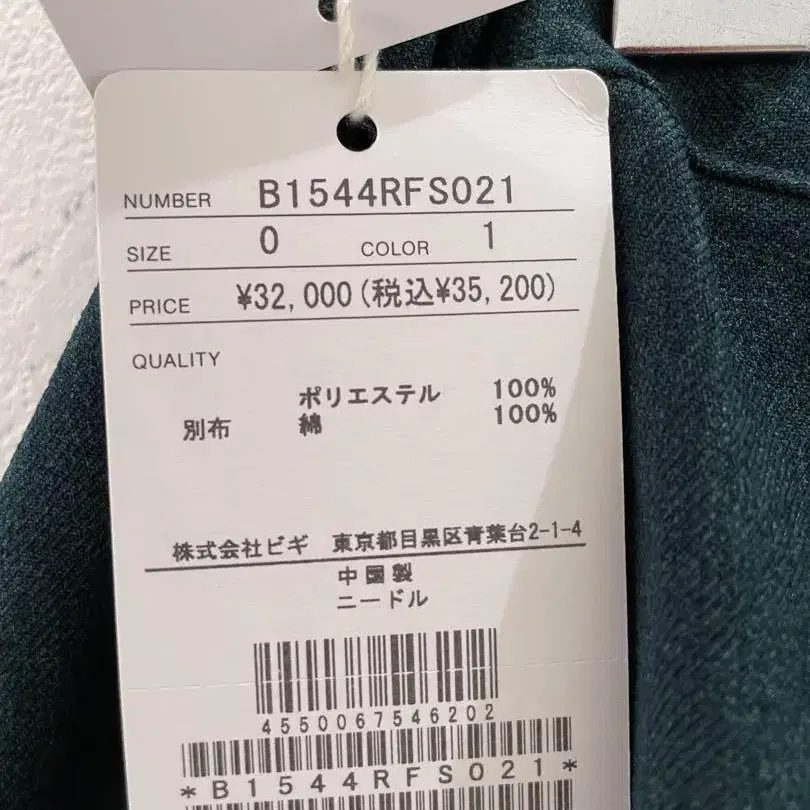 NUMBER B1544RFS021
SIZE 0 COLOR 1
PRICE ¥32,000(税込¥35,200)
QUALITY
ポリエステル 100%
別布 綿 100%
株式会社ビギ 東京都目黒区青葉台2-1-4
中國製
ニードル
4550067546202
*B1544RFS021*